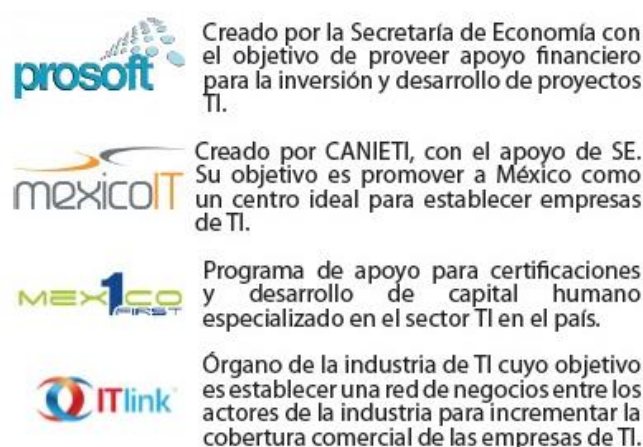 prosoft
Creado por la Secretaría de Economía con
el objetivo de proveer apoyo financiero
para la inversión y desarrollo de proyectos
TI.
mexicoIT
Creado por CANIETI, con el apoyo de SE.
Su objetivo es promover a México como
un centro ideal para establecer empresas
de TI.
MEX1CO
FIRST
Programa de apoyo para certificaciones
y desarrollo de capital humano
especializado en el sector TI en el país.
ITlink
Órgano de la industria de TI cuyo objetivo
es establecer una red de negocios entre los
actores de la industria para incrementar la
cobertura comercial de las empresas de TI.